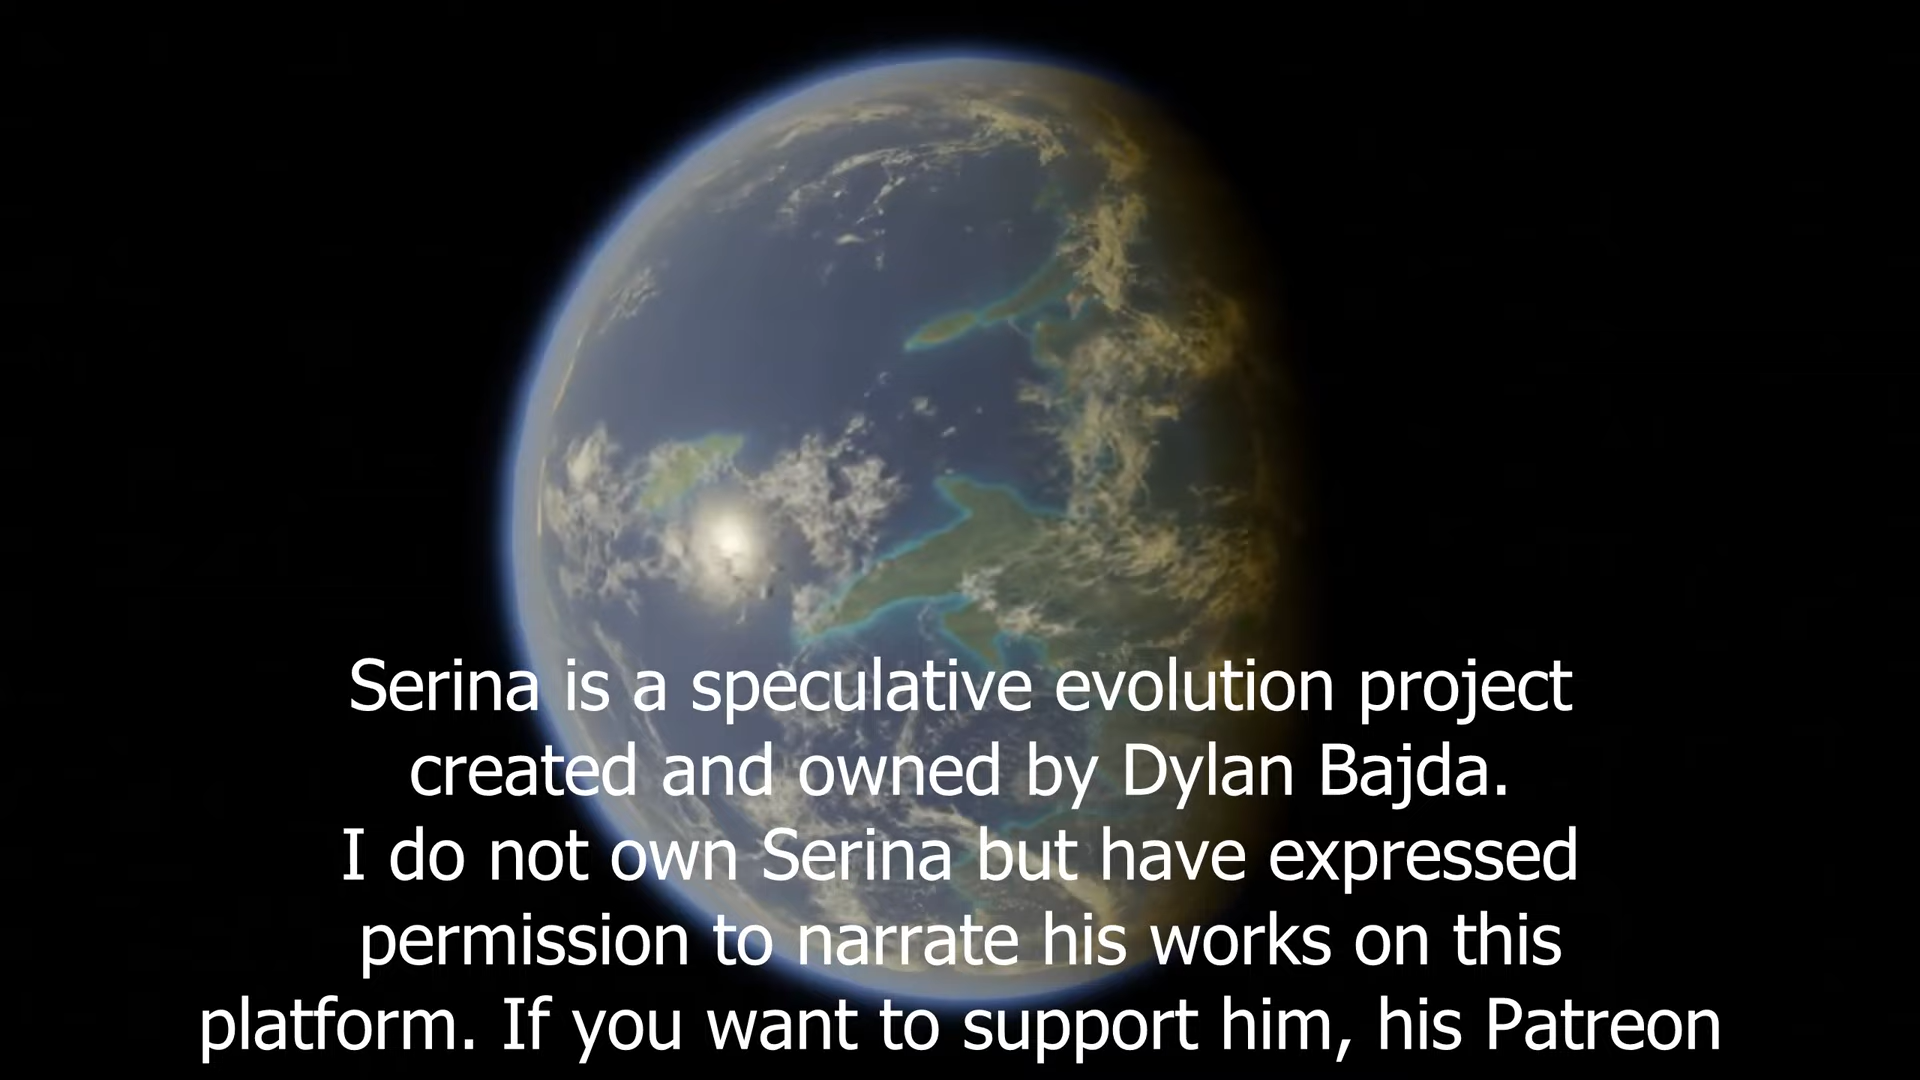 Serina is a speculative evolution project
created and owned by Dylan Bajda.
I do not own Serina but have expressed
permission to narrate his works on this
platform. If you want to support him, his Patreon